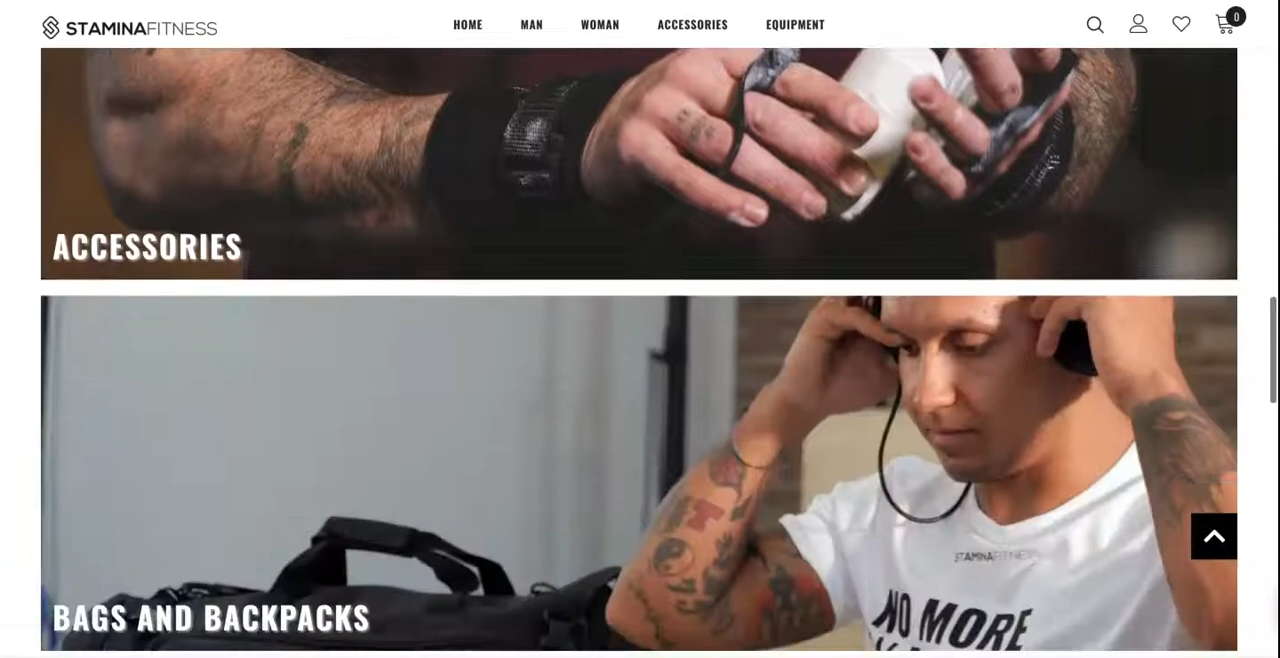 STAMINAFITNESS
HOME MAN WOMAN ACCESSORIES EQUIPMENT
0
ACCESSORIES
STAMINAFITNESS
NO MORE
BAGS AND BACKPACKS